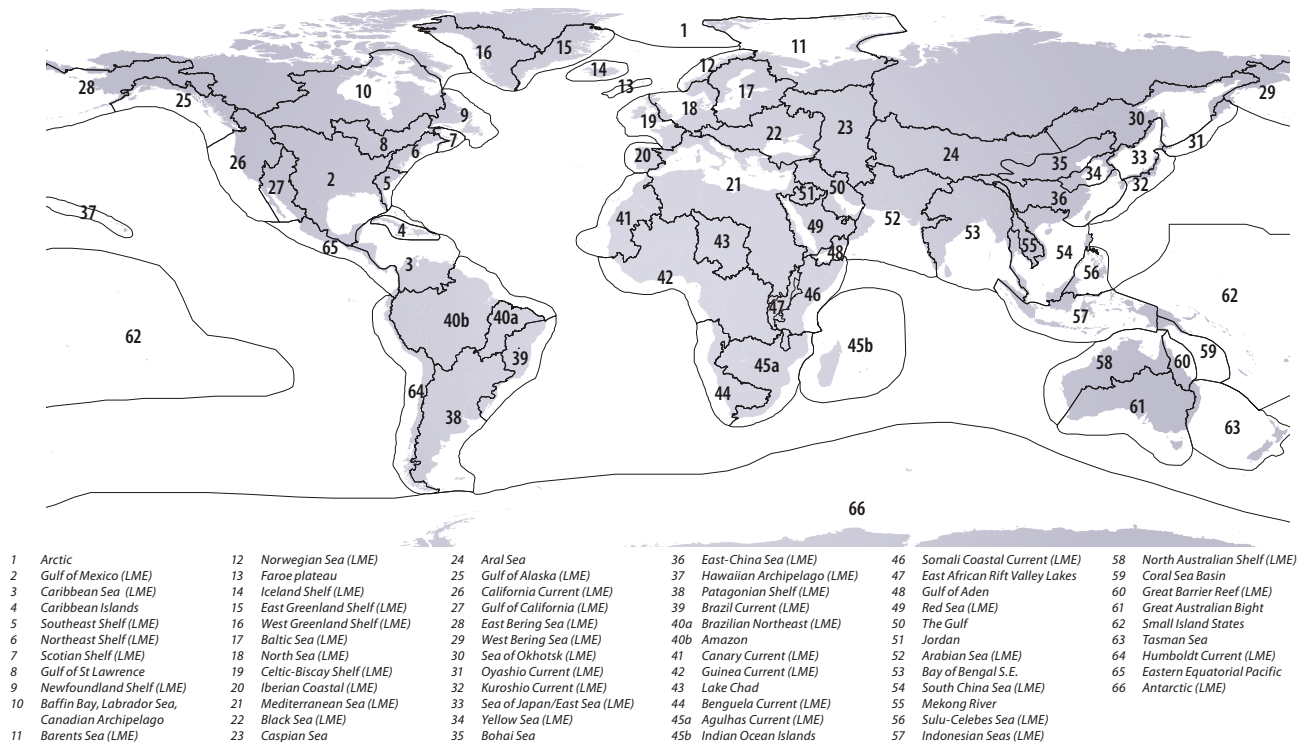 1
11
16
15
14
12
13
28
25
10
17
29
9
18
19
30
7
8
22
23
31
6
33
26
20
24
35
34
32
27
2
5
21
51
50
36
37
41
52
49
53
4
43
48
55
54
65
3
56
42
46
62
47
57
62
40b
40a
45b
59
39
45a
58
60
64
44
38
61
63
66
1 Arctic
2 Gulf of Mexico (LME)
3 Caribbean Sea (LME)
4 Caribbean Islands
5 Southeast Shelf (LME)
6 Northeast Shelf (LME)
7 Scotian Shelf (LME)
8 Gulf of St Lawrence
9 Newfoundland Shelf (LME)
10 Baffin Bay, Labrador Sea,
Canadian Archipelago
11 Barents Sea (LME)
12 Norwegian Sea (LME)
13 Faroe plateau
14 Iceland Shelf (LME)
15 East Greenland Shelf (LME)
16 West Greenland Shelf (LME)
17 Baltic Sea (LME)
18 North Sea (LME)
19 Celtic-Biscay Shelf (LME)
20 Iberian Coastal (LME)
21 Mediterranean Sea (LME)
22 Black Sea (LME)
23 Caspian Sea
24 Aral Sea
25 Gulf of Alaska (LME)
26 California Current (LME)
27 Gulf of California (LME)
28 East Bering Sea (LME)
29 West Bering Sea (LME)
30 Sea of Okhotsk (LME)
31 Oyashio Current (LME)
32 Kuroshio Current (LME)
33 Sea of Japan/East Sea (LME)
34 Yellow Sea (LME)
35 Bohai Sea
36 East-China Sea (LME)
37 Hawaiian Archipelago (LME)
38 Patagonian Shelf (LME)
39 Brazil Current (LME)
40a Brazilian Northeast (LME)
40b Amazon
41 Canary Current (LME)
42 Guinea Current (LME)
43 Lake Chad
44 Benguela Current (LME)
45a Agulhas Current (LME)
45b Indian Ocean Islands
46 Somali Coastal Current (LME)
47 East African Rift Valley Lakes
48 Gulf of Aden
49 Red Sea (LME)
50 The Gulf
51 Jordan
52 Arabian Sea (LME)
53 Bay of Bengal S.E.
54 South China Sea (LME)
55 Mekong River
56 Sulu-Celebes Sea (LME)
57 Indonesian Seas (LME)
58 North Australian Shelf (LME)
59 Coral Sea Basin
60 Great Barrier Reef (LME)
61 Great Australian Bight
62 Small Island States
63 Tasman Sea
64 Humboldt Current (LME)
65 Eastern Equatorial Pacific
66 Antarctic (LME)